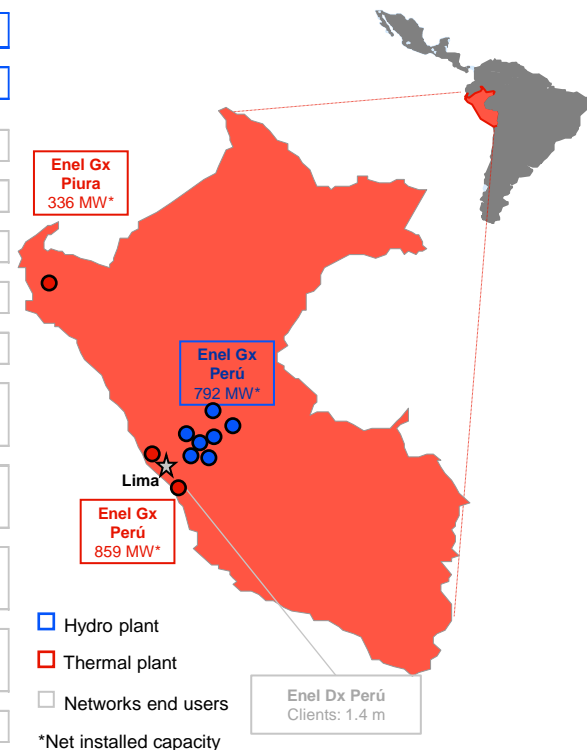 Enel Gx
Piura
336 MW*
Enel Gx
Perú
792 MW*
Lima
Enel Gx
Perú
859 MW*
Hydro plant
Thermal plant
Networks end users
*Net installed capacity
Enel Dx Perú
Clients: 1.4 m